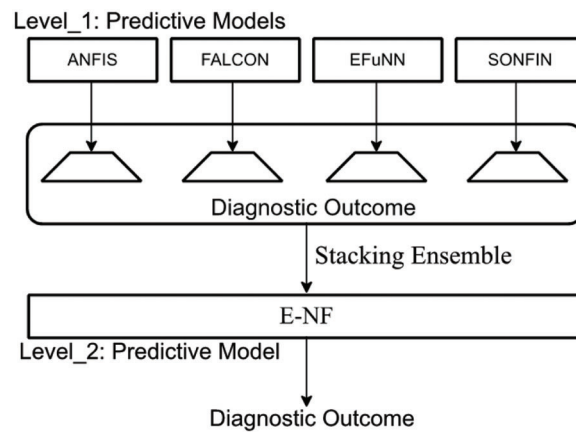 Level_1: Predictive Models
ANFIS FALCON EFuNN SONFIN
Diagnostic Outcome
Stacking Ensemble
E-NF
Level_2: Predictive Model
Diagnostic Outcome